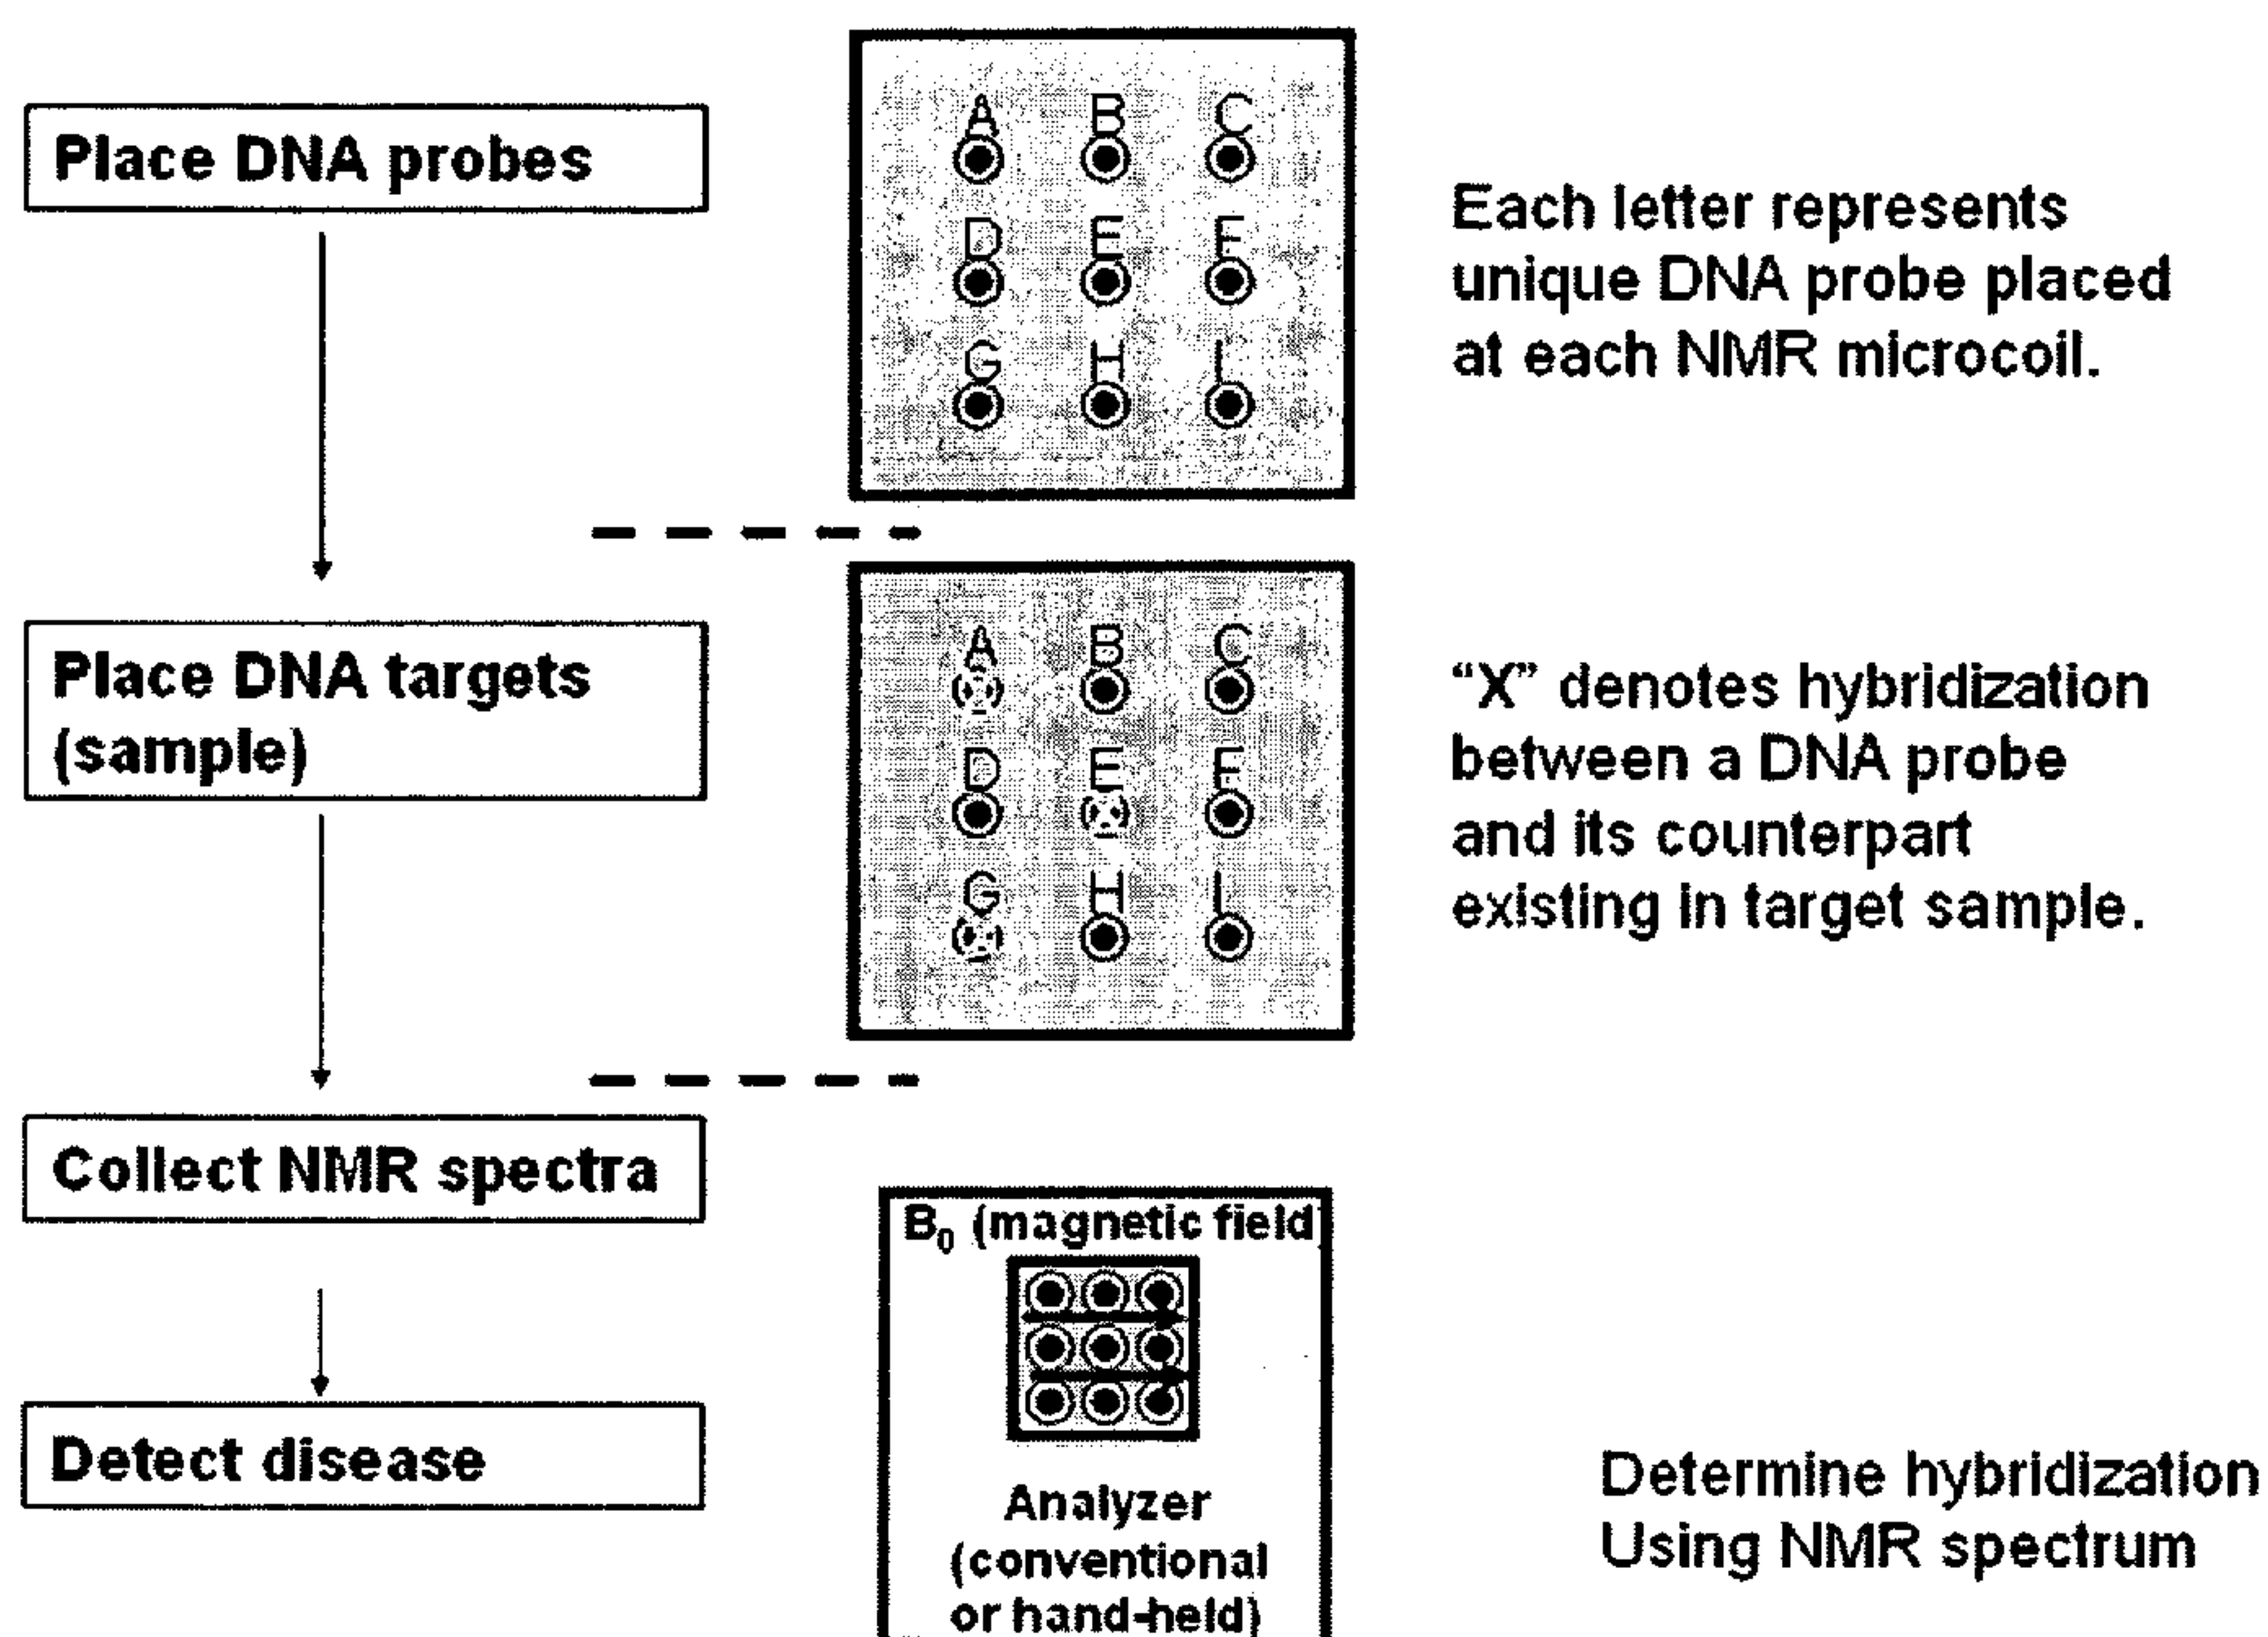 Place DNA probes
A B C
D E F
G H I
Each letter represents
unique DNA probe placed
at each NMR microcoil.
Place DNA targets
(sample)
A B C
D E F
G H I
“X” denotes hybridization
between a DNA probe
and its counterpart
existing in target sample.
Collect NMR spectra
B0 (magnetic field
Detect disease
Analyzer
(conventional
or hand-held)
Determine hybridization
Using NMR spectrum